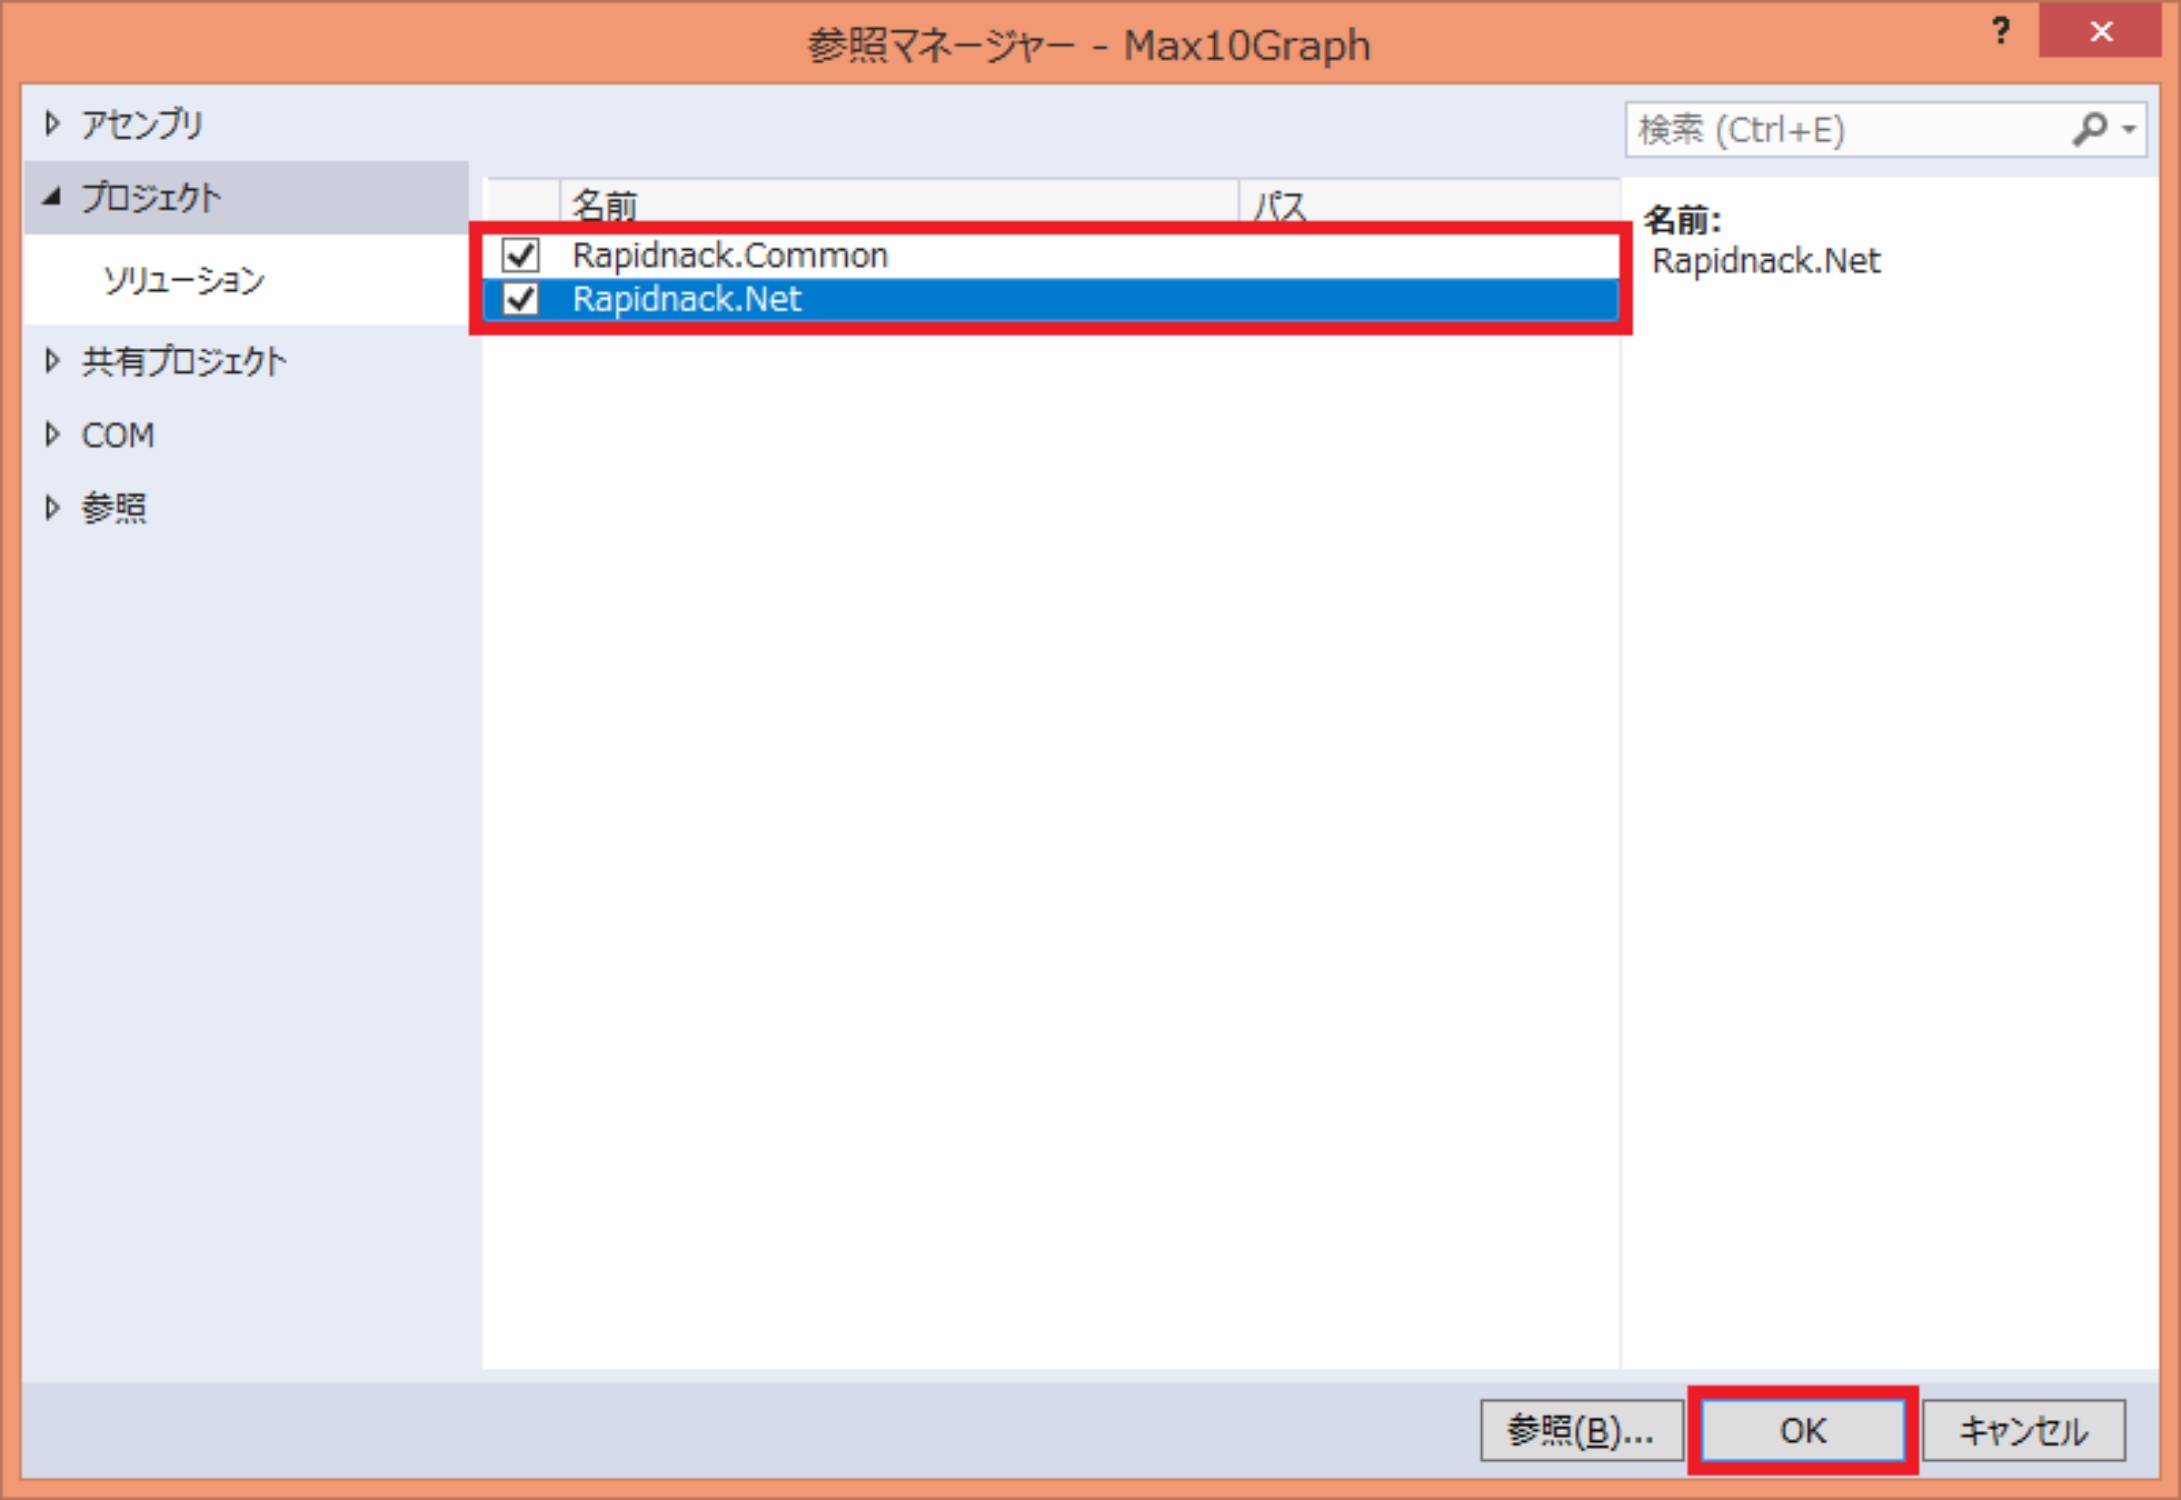 参照マネージャー - Max10Graph
?
アセンブリ
検索 (Ctrl+E)
プロジェクト
ソリューション
共有プロジェクト
COM
参照
名前 パス
Rapidnack.Common
Rapidnack.Net
名前:
Rapidnack.Net
参照(B)...
OK
キャンセル